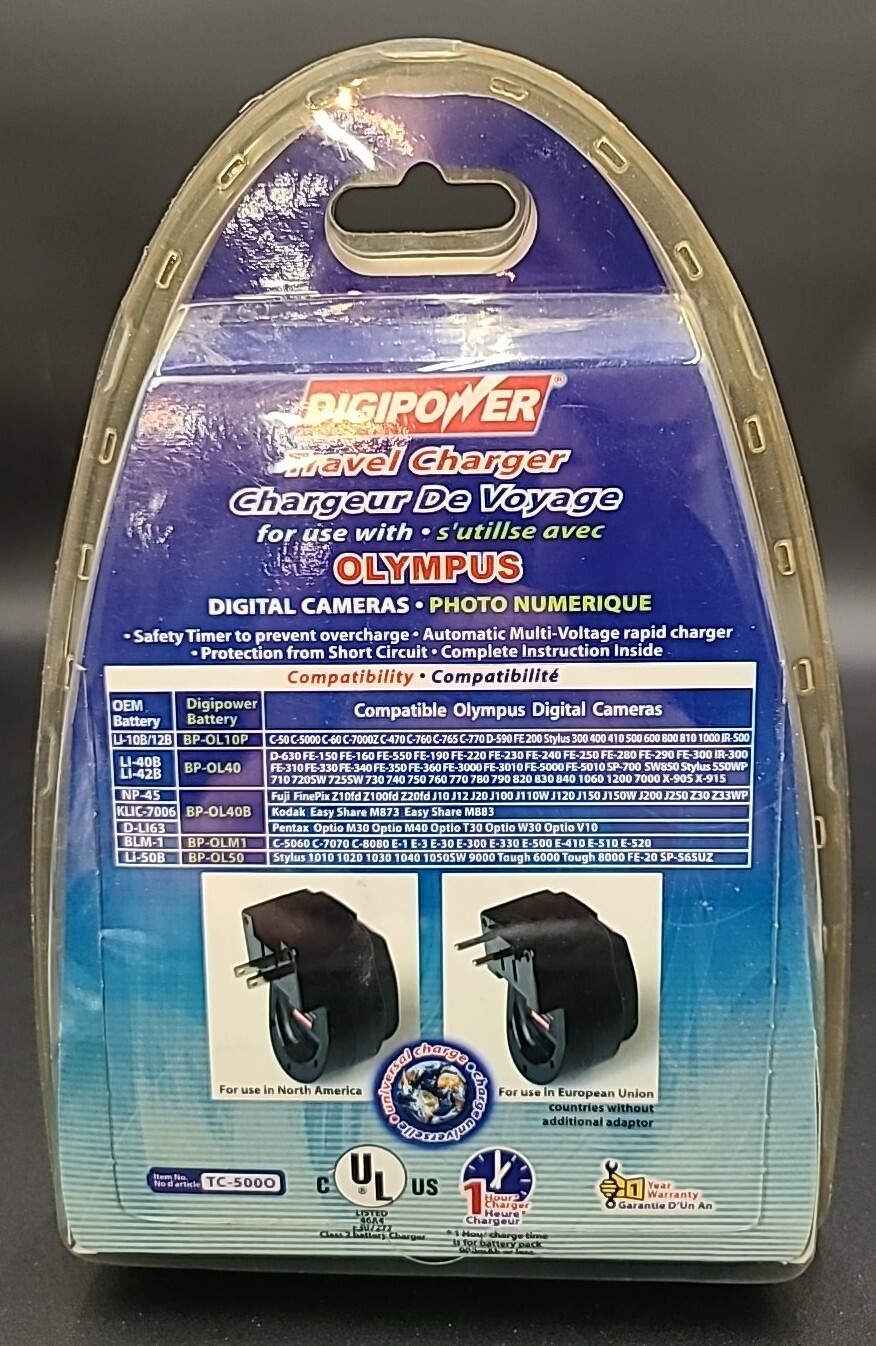 DIGIPOWER®
Travel Charger
Chargeur De Voyage
for use with • s'utillse avec
OLYMPUS
DIGITAL CAMERAS • PHOTO NUMERIQUE
• Safety Timer to prevent overcharge • Automatic Multi-Voltage rapid charger
• Protection from Short Circuit • Complete Instruction Inside
Compatibility • Compatibilité
OEM Battery Digipower Battery Compatible Olympus Digital Cameras
LI-10B/12B BP-OL10P C-50 C-5000 C-60 C-7000Z C-470 C-760 C-765 C-770 D-590 FE 200 Stylus 300 400 410 500 600 800 810 1000 IR-500
LI-40B LI-42B BP-OL40 D-630 FE-150 FE-160 FE-550 FE-190 FE-220 FE-230 FE-240 FE-250 FE-280 FE-290 FE-300 IR-300
FE-310 FE-330 FE-340 FE-350 FE-360 FE-3000 FE-3010 FE-5000 FE-5010 SP-700 SW850 Stylus 550WP
710 720SW 725SW 730 740 750 760 770 780 790 820 830 840 1060 1200 7000 X-905 X-915
NP-45 Fuji FinePix Z10fd Z100fd Z20fd J10 J12 J20 J100 J110W J120 J150 J150W J200 J250 Z30 Z33WP
KLIC-7006 BP-OL40B Kodak Easy Share M873 Easy Share M883
D-LI63 Pentax Optio M30 Optio M40 Optio T30 Optio W30 Optio V10
BLM-1 BP-OLM1 C-5060 C-7070 C-8080 E-1 E-3 E-30 E-300 E-330 E-500 E-410 E-510 E-520
Li-50B BP-OL50 Stylus 1010 1020 1030 1040 1050SW 9000 Tough 6000 Tough 8000 FE-20 SP-565UZ
For use in North America
universal charge • charge universelle •
For use in European Union
countries without
additional adaptor
Item No.
No d'article
TC-500O
C UL® US
LISTED
46A4
Class 2 battery Charger
1 Hour*
Charger
Heure*
Chargeur
* 1 Hour charge time
is for battery pack
or less
1 Year
Warranty
Garantie D'Un An